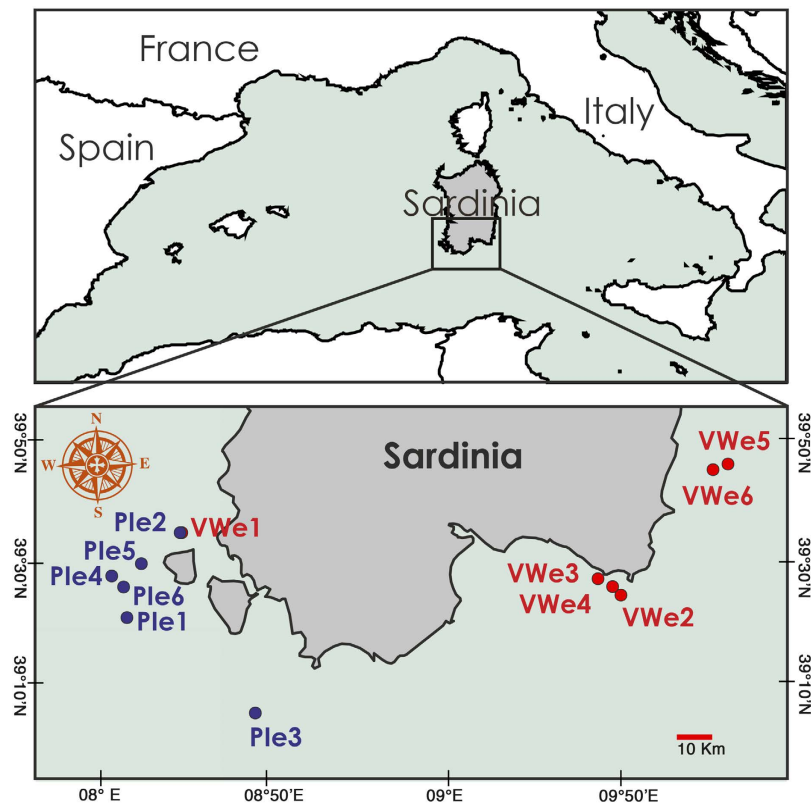 France
Italy
Spain
Sardinia
39°50'N
39°50'N
N
W
E
S
Sardinia
VWe5
VWe6
Ple2
VWe1
Ple5
Ple4
Ple6
Ple1
39°30'N
39°30'N
VWe3
VWe4
VWe2
39°10'N
39°10'N
Ple3
10 Km
08° E
08°50'E
09°E
09°50'E